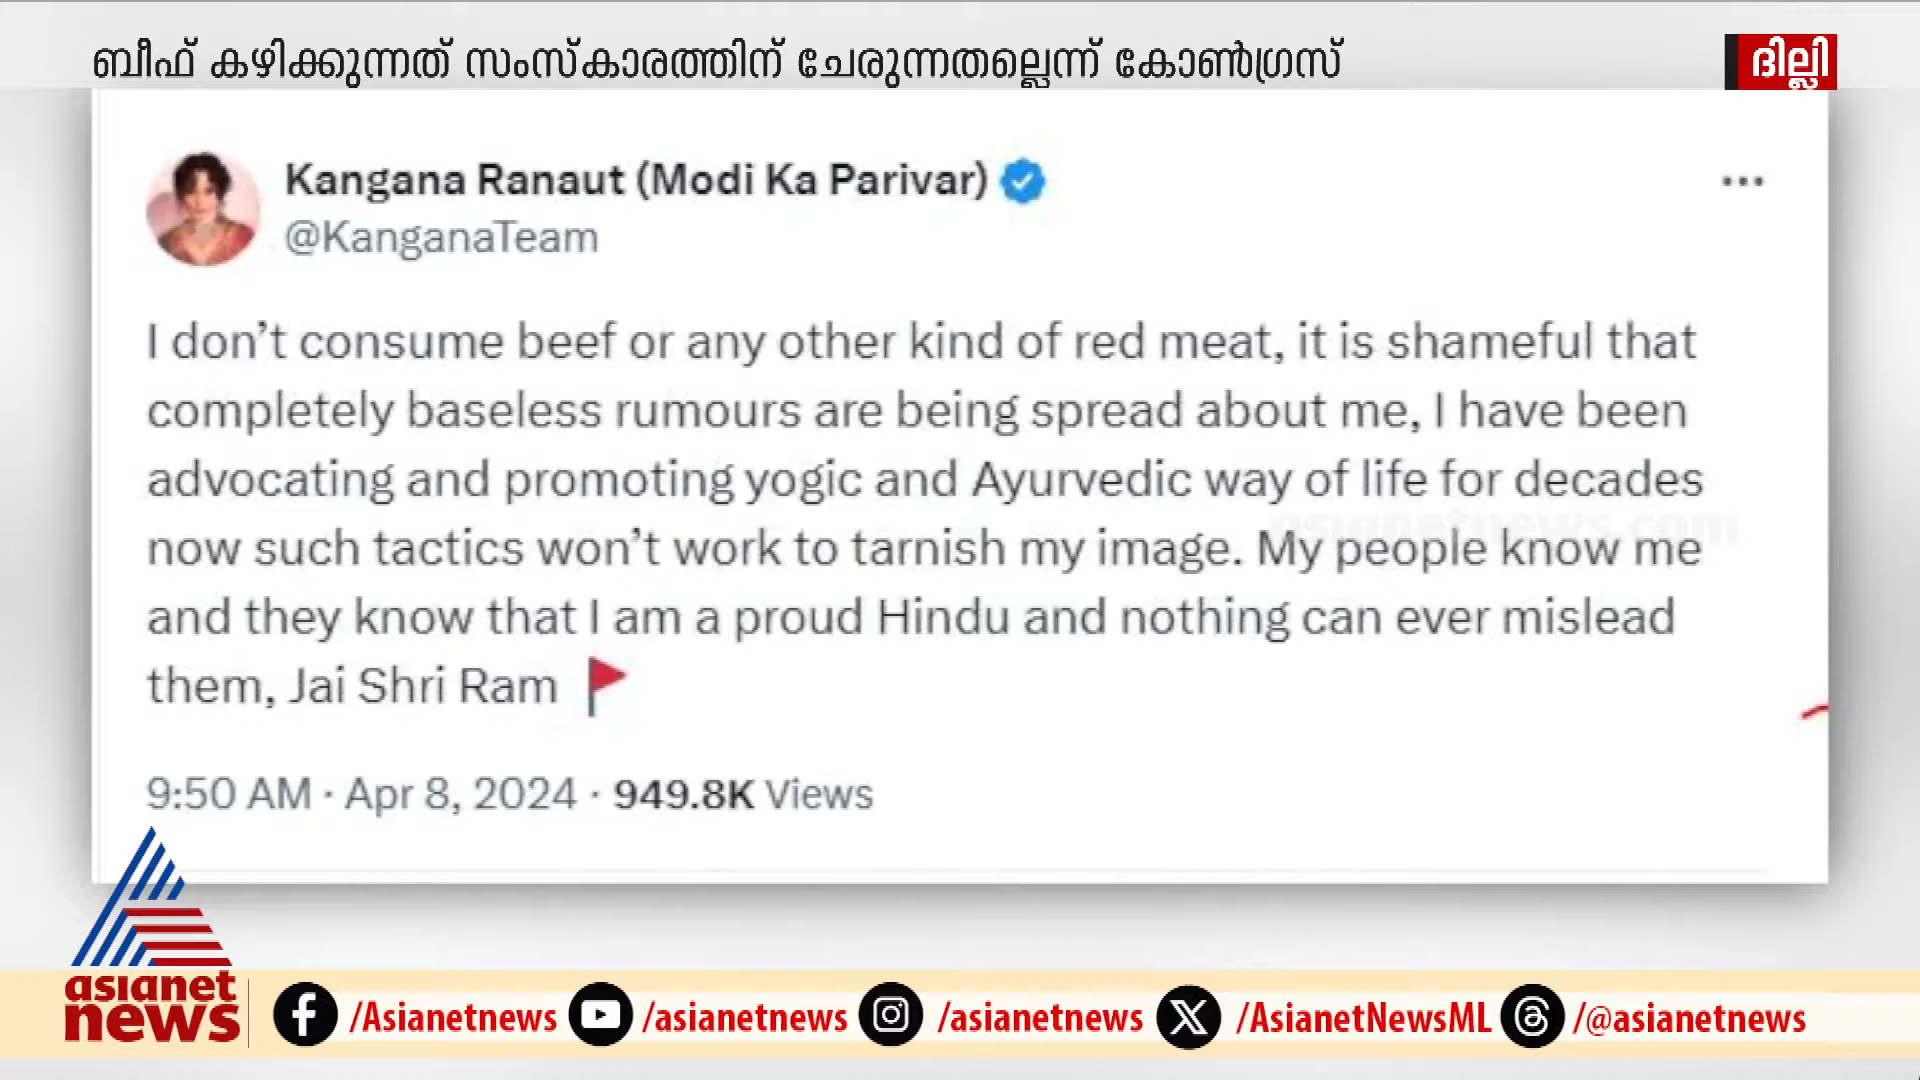 ബീഫ് കഴിക്കുന്നത് സംസ്കാരത്തിന് ചേരുന്നതല്ലെന്ന് കോൺഗ്രസ്
ദില്ലി
Kangana Ranaut (Modi Ka Parivar)
@KanganaTeam
I don’t consume beef or any other kind of red meat, it is shameful that
completely baseless rumours are being spread about me, I have been
advocating and promoting yogic and Ayurvedic way of life for decades
now such tactics won’t work to tarnish my image. My people know me
and they know that I am a proud Hindu and nothing can ever mislead
them, Jai Shri Ram 🚩
9:50 AM · Apr 8, 2024 · 949.8K Views
asianetnews.com
asianet
news
/Asianetnews /asianetnews /asianetnews /AsianetNewsML /@asianetnews